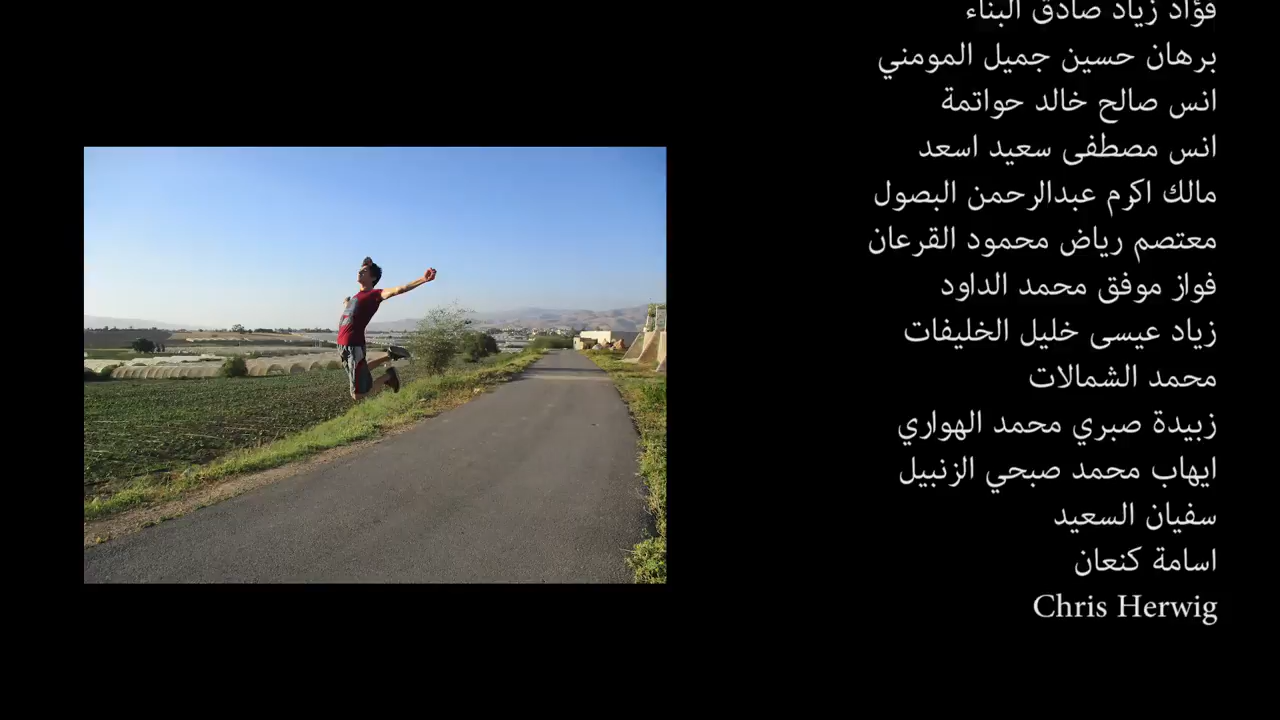 فؤاد زياد صادق البناء
برهان حسين جميل المومني
انس صالح خالد حواتمة
انس مصطفى سعيد اسعد
مالك اكرم عبدالرحمن البصول
معتصم رياض محمود القرعان
فواز موفق محمد الداود
زياد عيسى خليل الخليفات
محمد الشمالات
زبيدة صبري محمد الهواري
ايهاب محمد صبحي الزنبيل
سفيان السعيد
اسامة كنعان
Chris Herwig